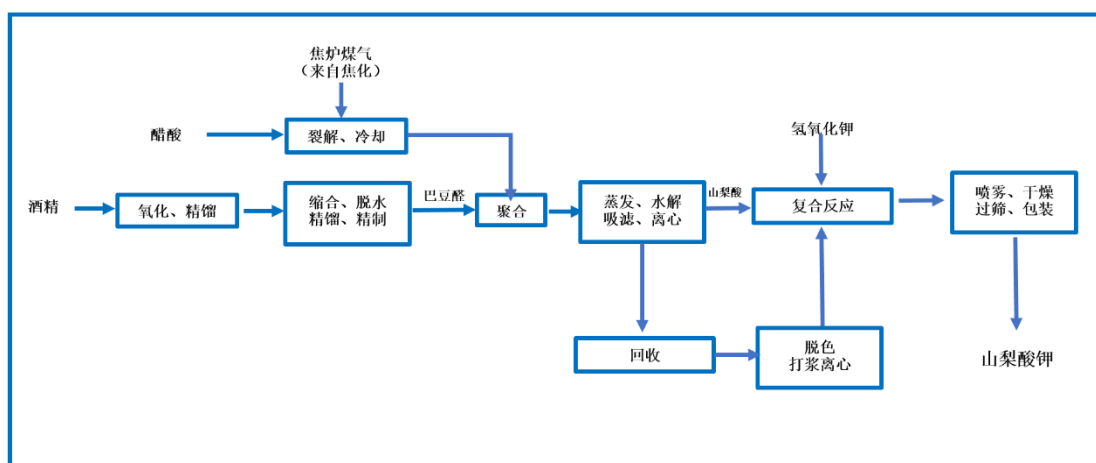 焦炉煤气
（来自焦化）
醋酸
裂解、冷却
氢氧化钾
酒精
氧化、精馏
缩合、脱水
精馏、精制
巴豆醛
聚合
蒸发、水解
吸滤、离心
山梨酸
复合反应
喷雾、干燥
过筛、包装
回收
脱色
打浆离心
山梨酸钾